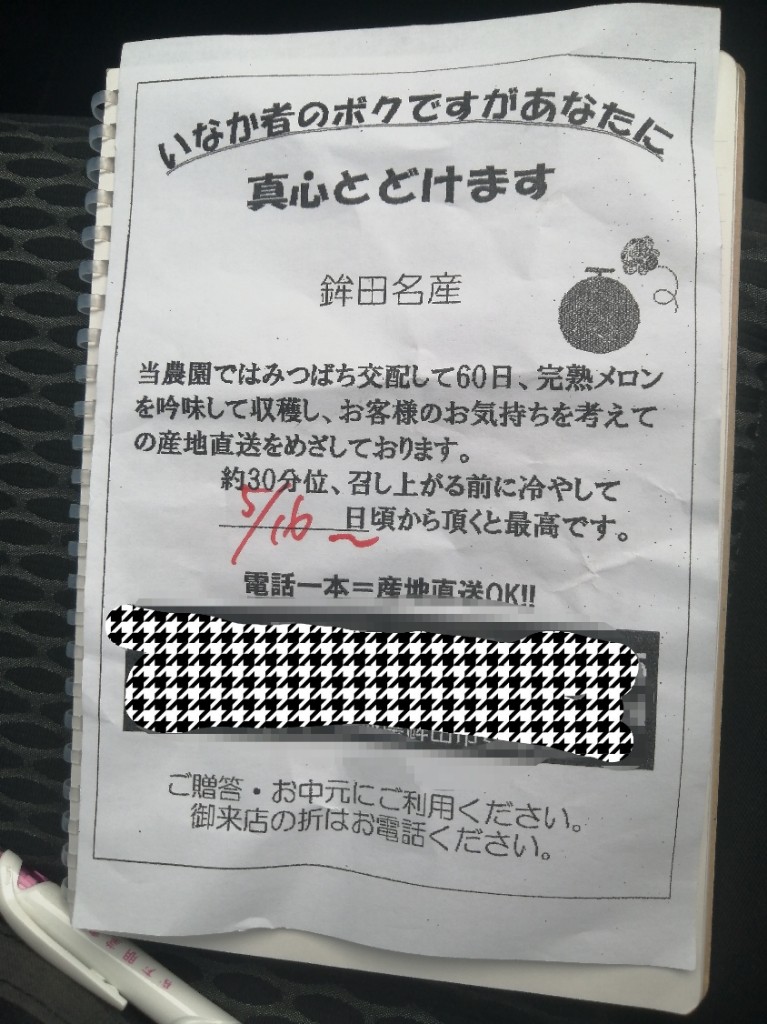 いなか者のボクですがあなたに
真心とどけます
鉾田名産
当農園ではみつばち交配して60日、完熟メロン
を吟味して収穫し、お客様のお気持ちを考えて
の産地直送をめざしております。
約30分位、召し上がる前に冷やして
5/16～日頃から頂くと最高です。
電話一本＝産地直送OK!!
ご贈答・お中元にご利用ください。
御来店の折はお電話ください。